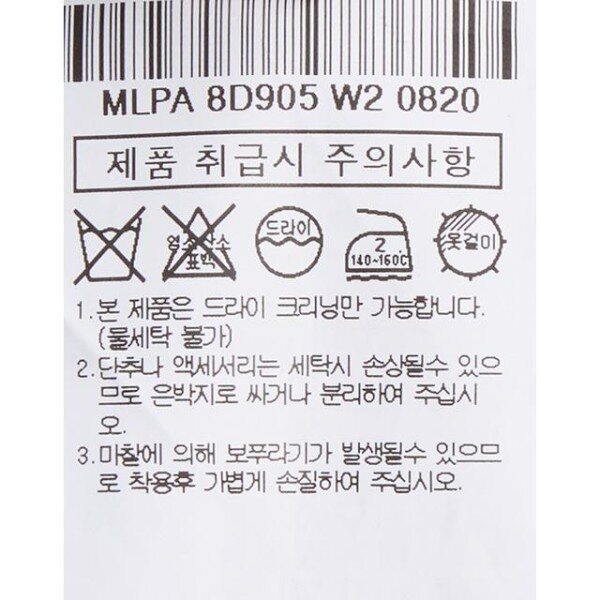 MLPA 8D905 W2 0820
제품 취급시 주의사항
염소 산소 드라이 2 옷걸이
표백 140~160℃
1.본 제품은 드라이 크리닝만 가능합니다.
(물세탁 불가)
2.단추나 액세서리는 세탁시 손상될수 있으
므로 은박지로 싸거나 분리하여 주십시
오.
3.마찰에 의해 보푸라기가 발생될수 있으므
로 착용후 가볍게 손질하여 주십시오.